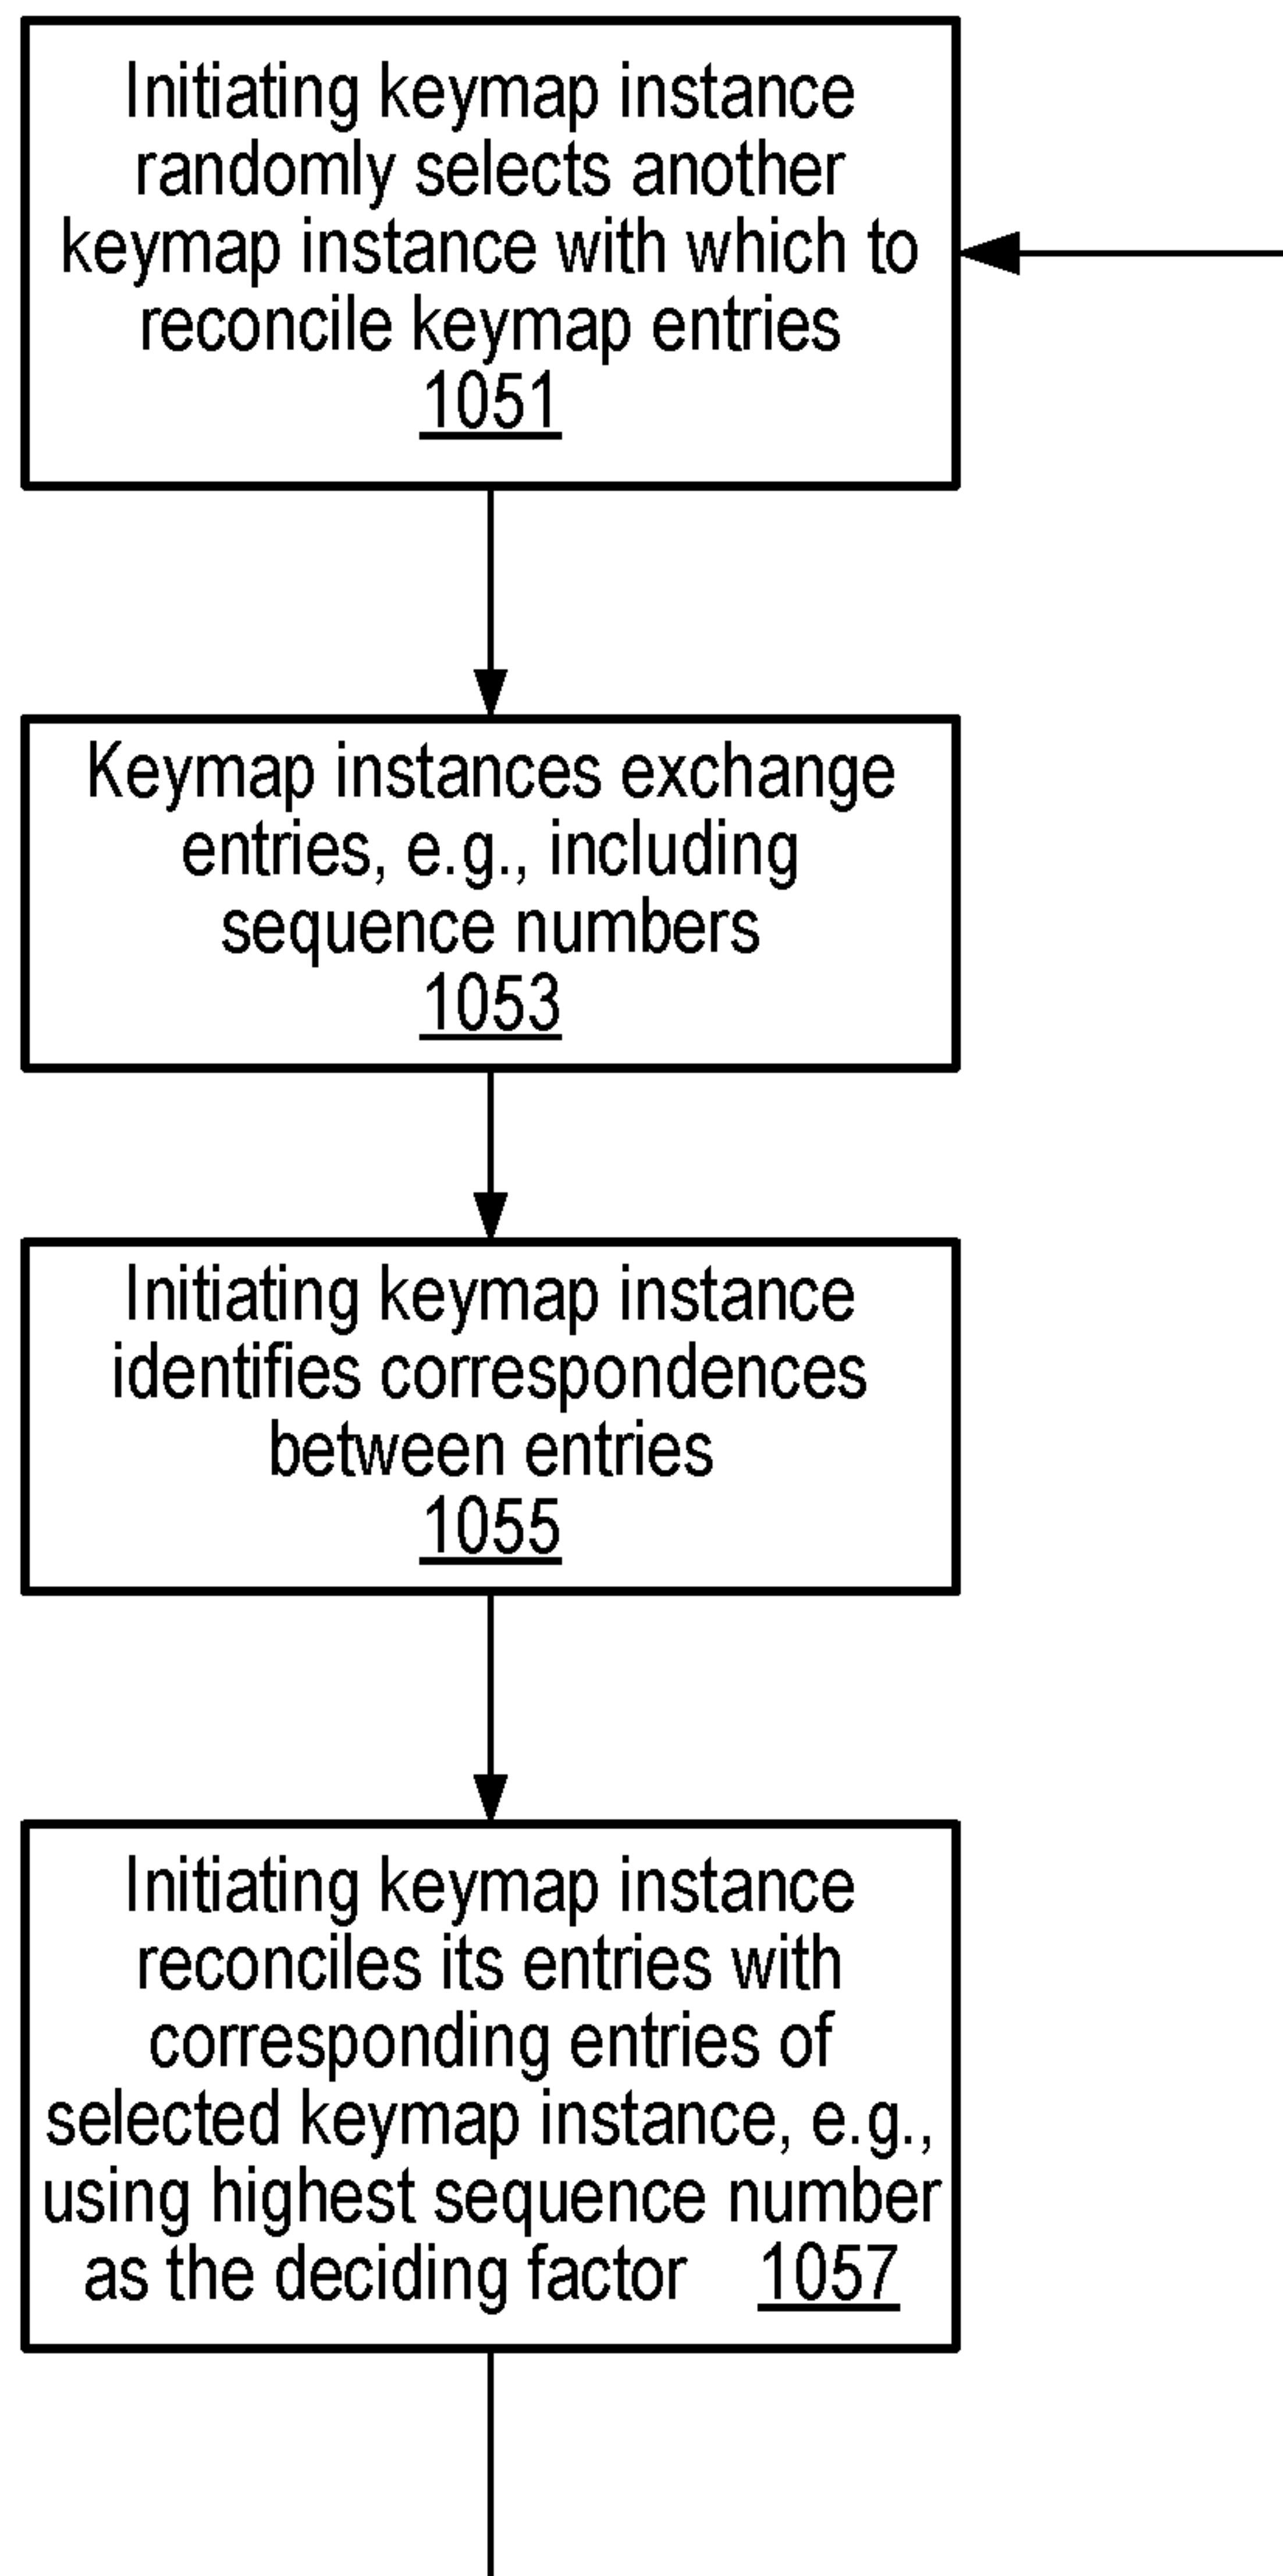 Initiating keymap instance
randomly selects another
keymap instance with which to
reconcile keymap entries
1051
Keymap instances exchange
entries, e.g., including
sequence numbers
1053
Initiating keymap instance
identifies correspondences
between entries
1055
Initiating keymap instance
reconciles its entries with
corresponding entries of
selected keymap instance, e.g.,
using highest sequence number
as the deciding factor 1057